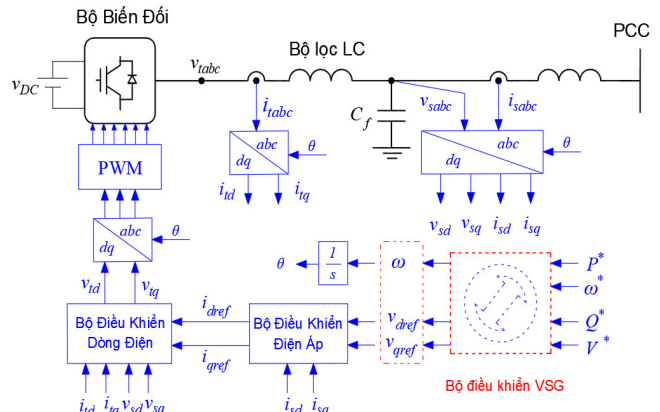 Bộ Biến Đối
PCC
Bộ lọc LC
v_DC
v_tabc
i_tabc
C_f
v_sabc
i_sabc
PWM
abc
dq
θ
abc
dq
θ
i_td
i_tq
v_sd
v_sq
i_sd
i_sq
abc
dq
θ
θ
1
s
ω
P*
ω*
v_td
v_tq
i_dref
v_dref
Q*
Bộ Điều Khiển
Dòng Điện
Bộ Điều Khiển
Điện Áp
i_qref
v_qref
V*
Bộ điều khiển VSG
i_td
i_tq
v_sd
v_sq
i_sd
i_sq